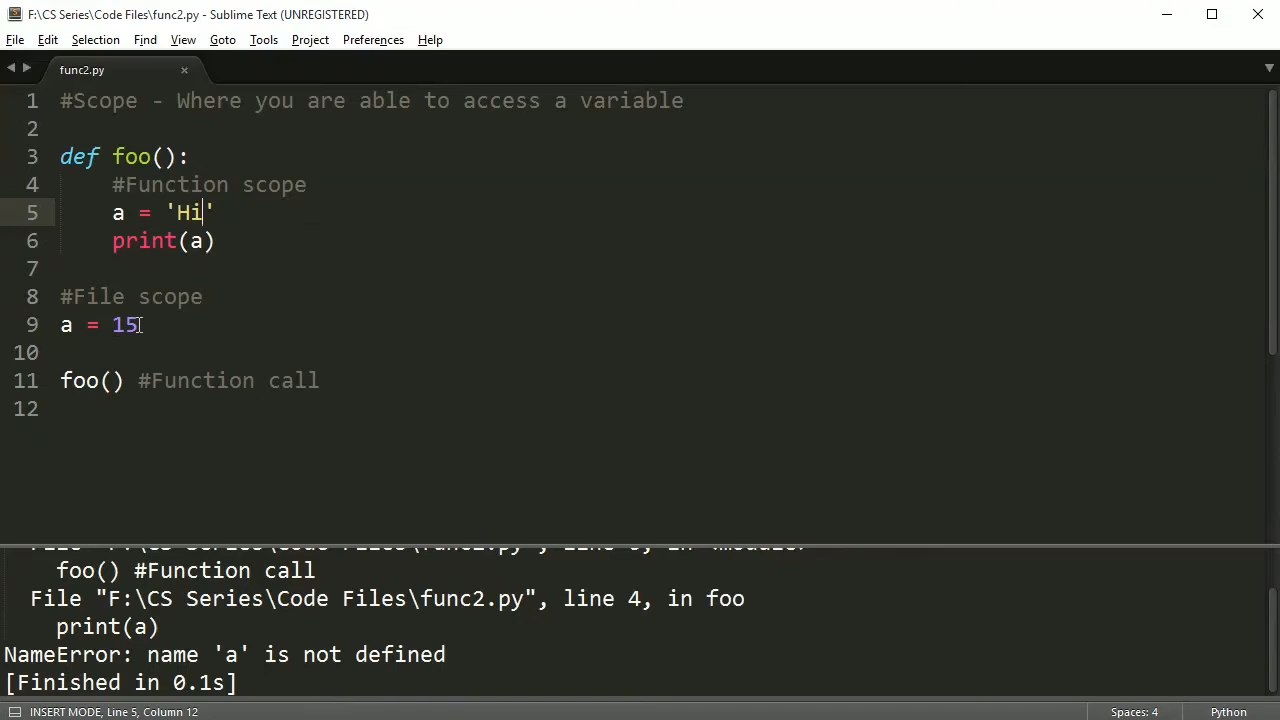 F:\CS Series\Code Files\func2.py - Sublime Text (UNREGISTERED)
File Edit Selection Find View Goto Tools Project Preferences Help
func2.py ×
1 #Scope - Where you are able to access a variable
2
3 def foo():
4 #Function scope
5 a = 'Hi'
6 print(a)
7
8 #File scope
9 a = 15
10
11 foo() #Function call
12
foo() #Function call
File "F:\CS Series\Code Files\func2.py", line 4, in foo
print(a)
NameError: name 'a' is not defined
[Finished in 0.1s]
INSERT MODE, Line 5, Column 12 Spaces: 4 Python